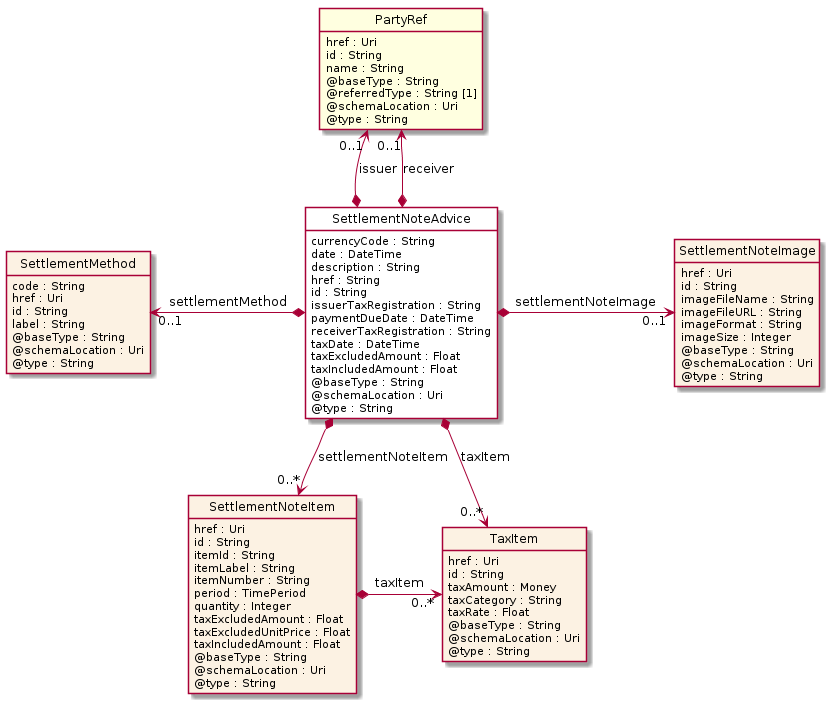 PartyRef
href : Uri
id : String
name : String
@baseType : String
@referredType : String [1]
@schemaLocation : Uri
@type : String
0..1
0..1
issuer
receiver
SettlementNoteAdvice
currencyCode : String
date : DateTime
description : String
href : String
id : String
issuerTaxRegistration : String
paymentDueDate : DateTime
receiverTaxRegistration : String
taxDate : DateTime
taxExcludedAmount : Float
taxIncludedAmount : Float
@baseType : String
@schemaLocation : Uri
@type : String
SettlementMethod
code : String
href : Uri
id : String
label : String
@baseType : String
@schemaLocation : Uri
@type : String
settlementMethod
0..1
settlementNoteImage
0..1
SettlementNoteImage
href : Uri
id : String
imageFileName : String
imageFileURL : String
imageFormat : String
imageSize : Integer
@baseType : String
@schemaLocation : Uri
@type : String
settlementNoteItem
0..*
taxItem
0..*
SettlementNoteItem
href : Uri
id : String
itemId : String
itemLabel : String
itemNumber : String
period : TimePeriod
quantity : Integer
taxExcludedAmount : Float
taxExcludedUnitPrice : Float
taxIncludedAmount : Float
@baseType : String
@schemaLocation : Uri
@type : String
taxItem
0..*
TaxItem
href : Uri
id : String
taxAmount : Money
taxCategory : String
taxRate : Float
@baseType : String
@schemaLocation : Uri
@type : String